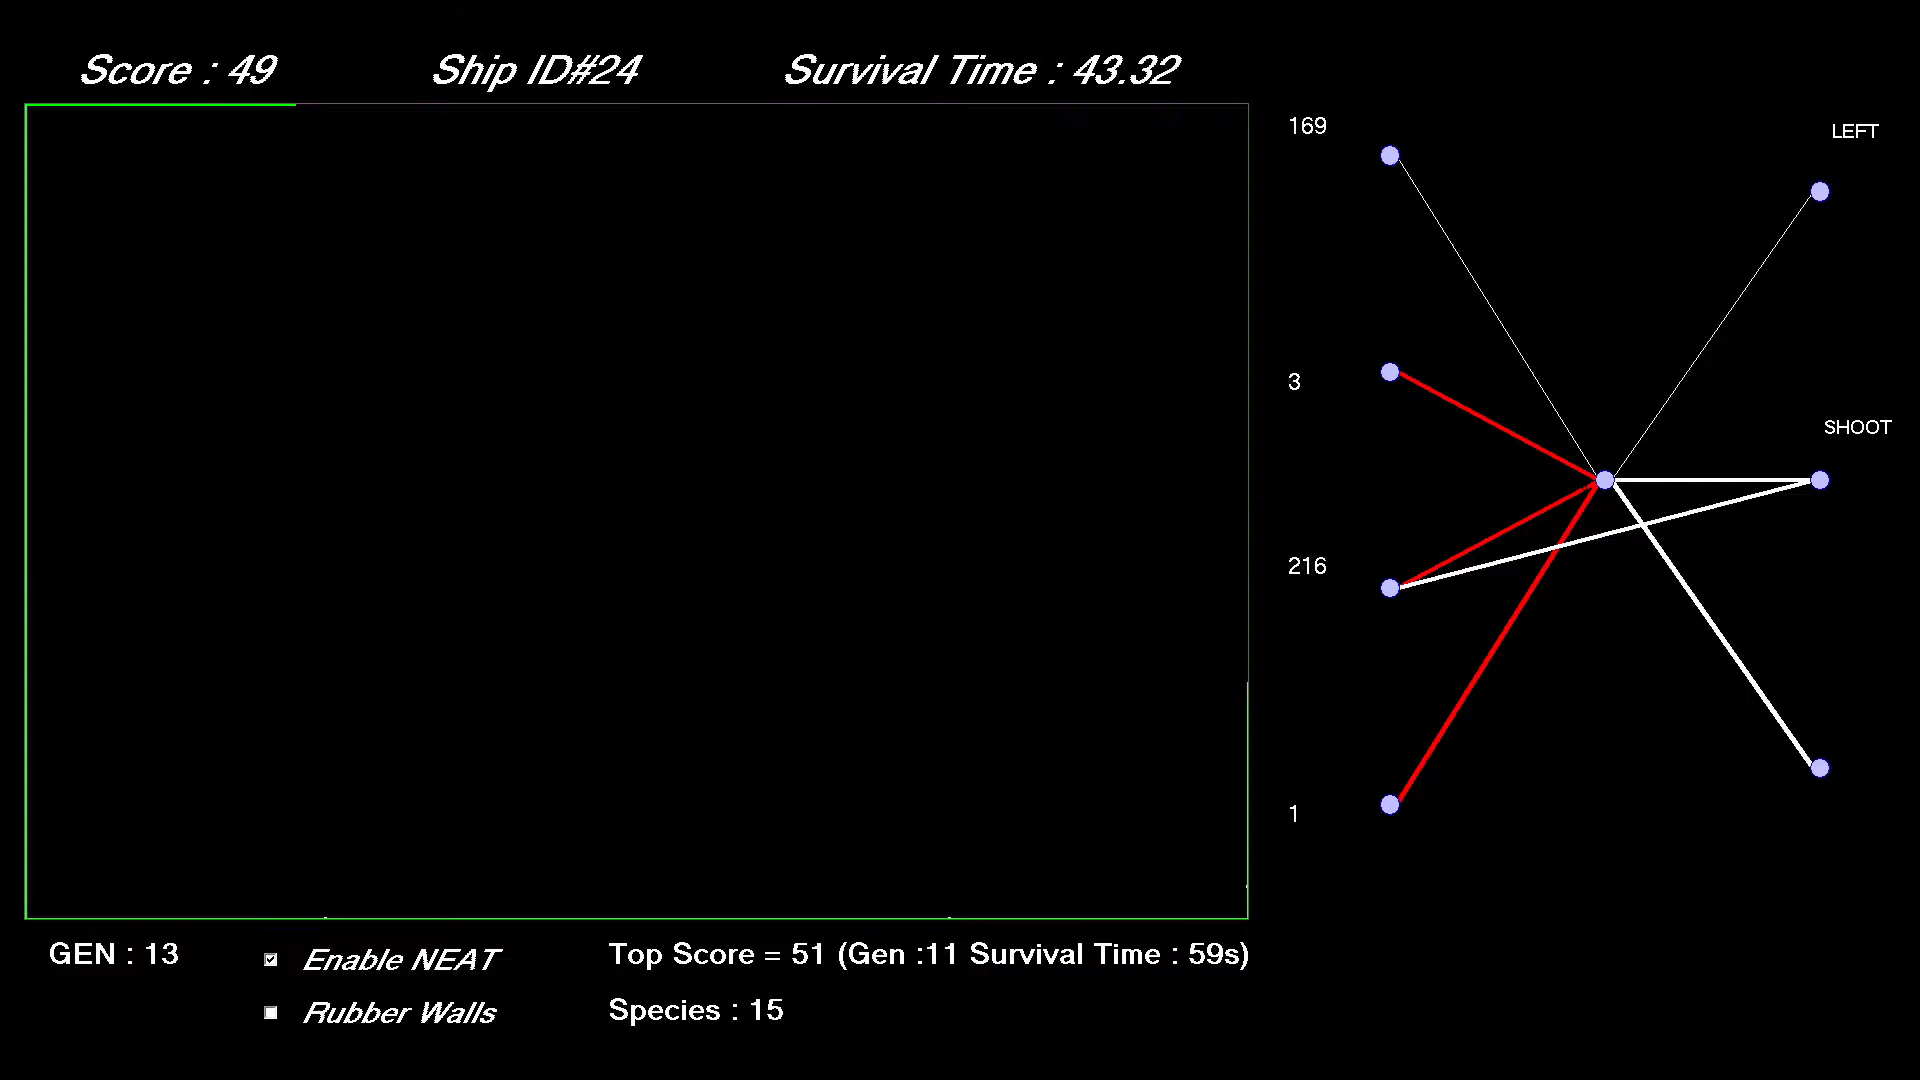 Score : 49 Ship ID#24 Survival Time : 43.32
169
LEFT
3
SHOOT
216
1
GEN : 13
Enable NEAT
Top Score = 51 (Gen :11 Survival Time : 59s)
Rubber Walls
Species : 15